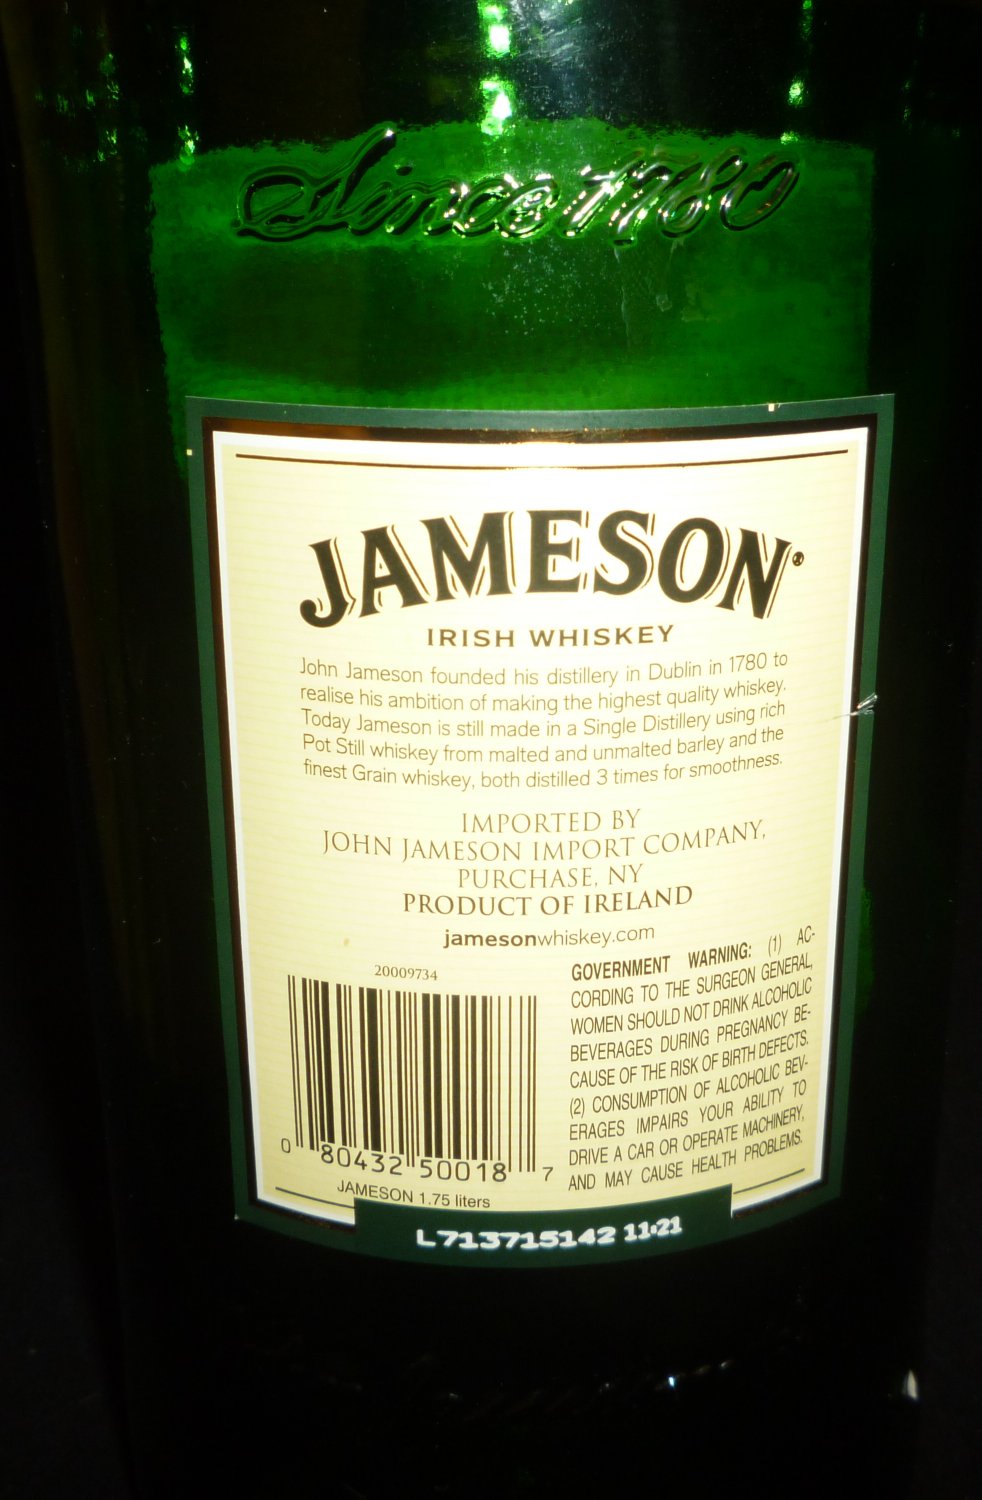 Since 1780
JAMESON
IRISH WHISKEY
John Jameson founded his distillery in Dublin in 1780 to
realise his ambition of making the highest quality whiskey.
Today Jameson is still made in a Single Distillery using rich
Pot Still whiskey from malted and unmalted barley and the
finest Grain whiskey, both distilled 3 times for smoothness.
IMPORTED BY
JOHN JAMESON IMPORT COMPANY,
PURCHASE, NY
PRODUCT OF IRELAND
jamesonwhiskey.com
20009734
0 80432 50018 7
JAMESON 1.75 liters
GOVERNMENT WARNING: (1) AC-
CORDING TO THE SURGEON GENERAL,
WOMEN SHOULD NOT DRINK ALCOHOLIC
BEVERAGES DURING PREGNANCY BE-
CAUSE OF THE RISK OF BIRTH DEFECTS.
(2) CONSUMPTION OF ALCOHOLIC BEV-
ERAGES IMPAIRS YOUR ABILITY TO
DRIVE A CAR OR OPERATE MACHINERY,
AND MAY CAUSE HEALTH PROBLEMS.
L713715142 11:21